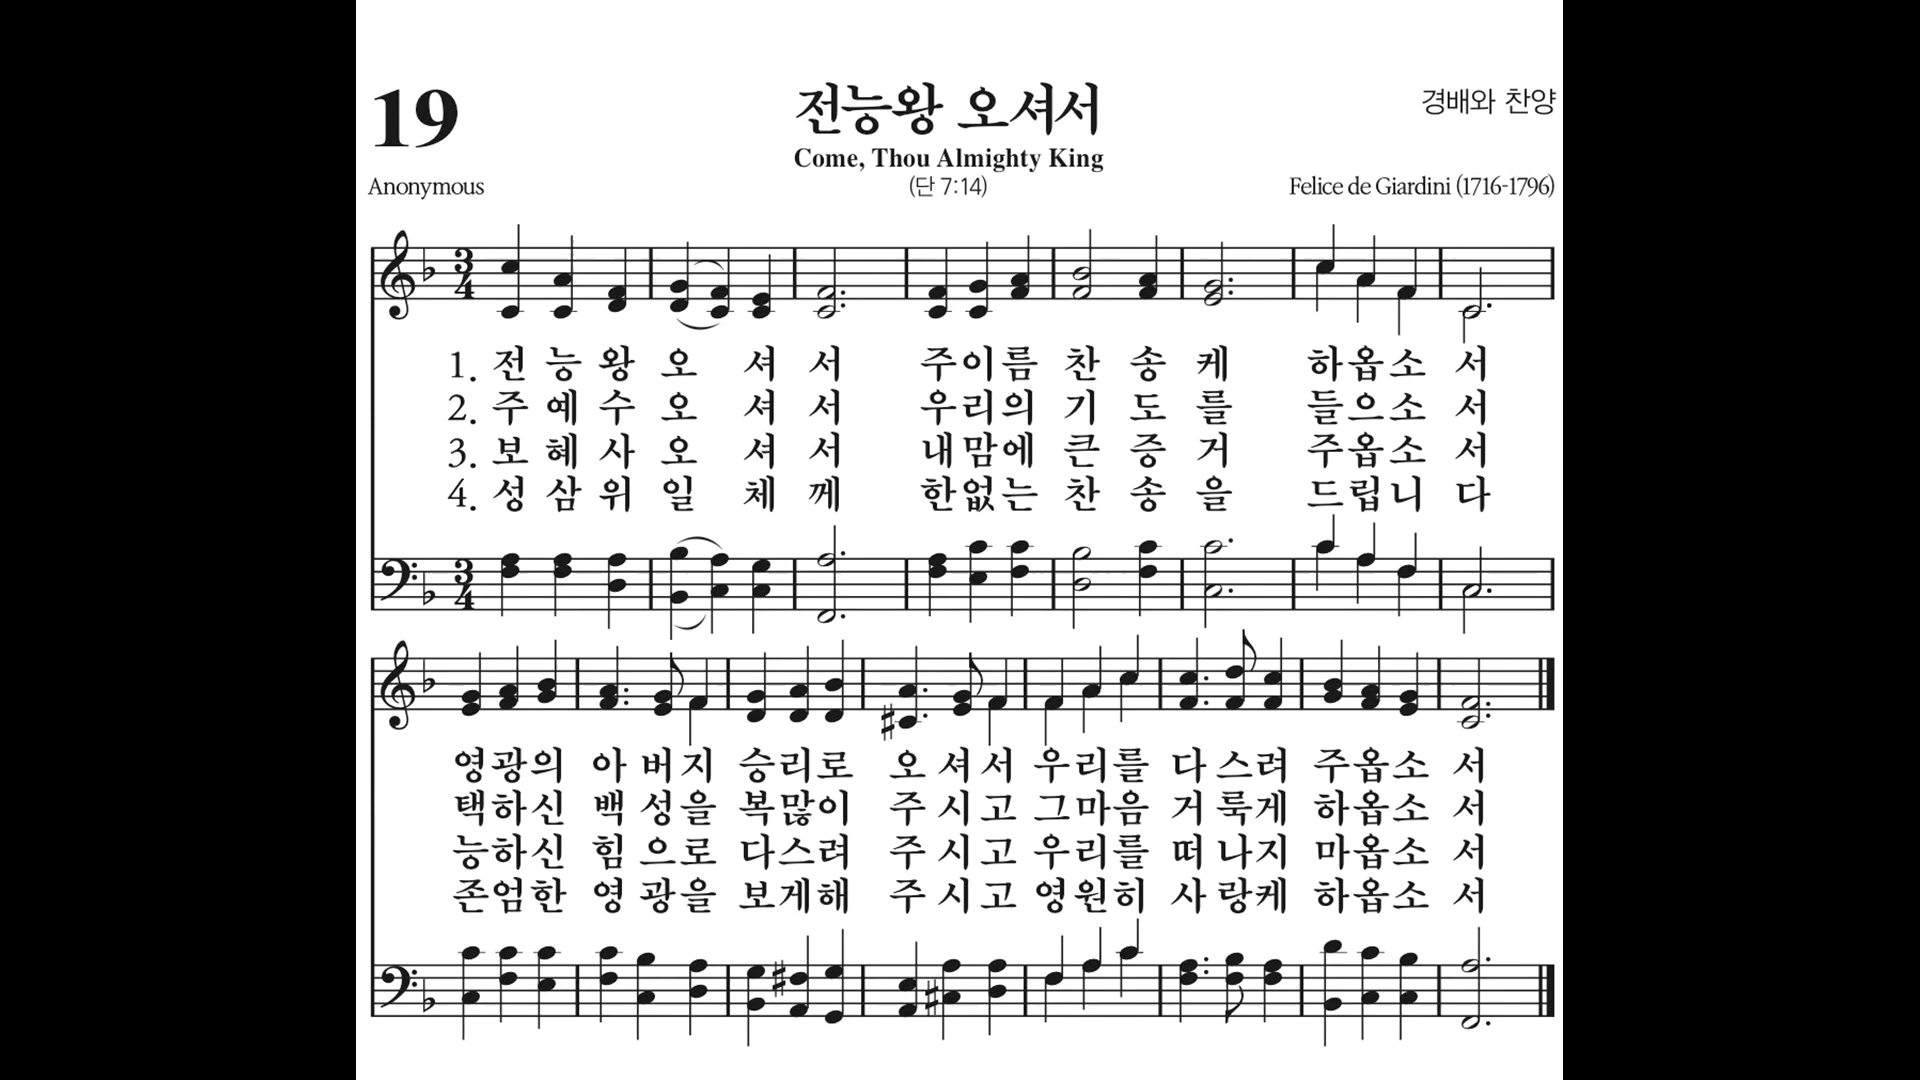 19
전능왕 오셔서
경배와 찬양
Come, Thou Almighty King
Anonymous
(단 7:14)
Felice de Giardini (1716-1796)
1. 전 능 왕 오 셔 서 주이름 찬 송 케 하옵소 서
2. 주 예 수 오 셔 서 우리의 기 도 를 들으소 서
3. 보 혜 사 오 셔 서 내맘에 큰 증 거 주옵소 서
4. 성 삼 위 일 체 께 한없는 찬 송 을 드립니 다
영광의 아 버지 승리로 오 셔서 우리를 다 스려 주옵소 서
택하신 백 성을 복많이 주 시고 그마음 거 룩게 하옵소 서
능하신 힘 으로 다스려 주 시고 우리를 떠 나지 마옵소 서
존엄한 영 광을 보게해 주 시고 영원히 사 랑케 하옵소 서